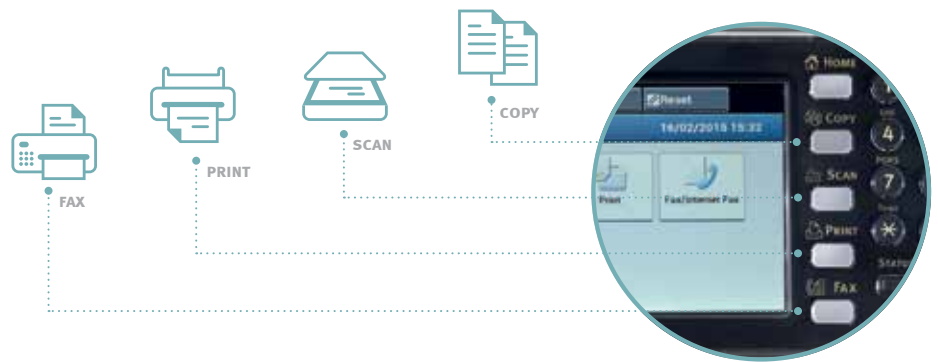 COPY
SCAN
PRINT
FAX
Reset
16/02/2015 15:32
Print
Fax/Internet Fax
HOME
COPY
4
SCAN
7
PRINT
FAX